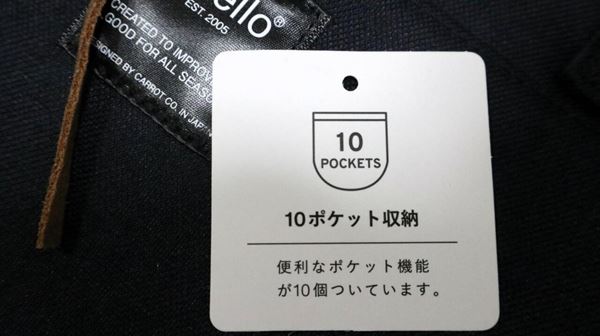 ello®
EST. 2005
CREATED TO IMPROV
GOOD FOR ALL SEASO
SIGNED BY CARROT CO. IN JAPA
10
POCKETS
10ポケット収納
便利なポケット機能
が10個ついています。